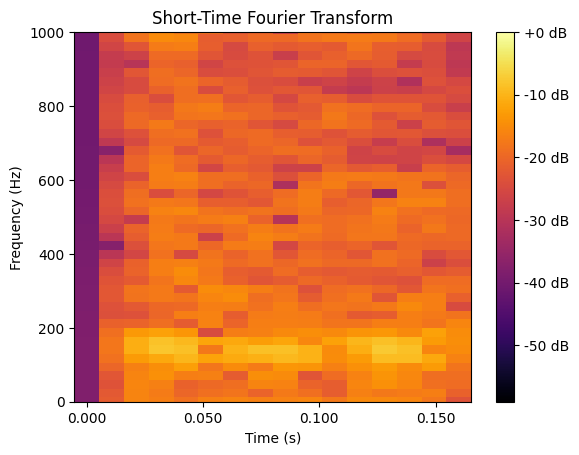 Short-Time Fourier Transform
1000
800
600
400
200
0
Frequency (Hz)
0.000
0.050
0.100
0.150
Time (s)
+0 dB
-10 dB
-20 dB
-30 dB
-40 dB
-50 dB